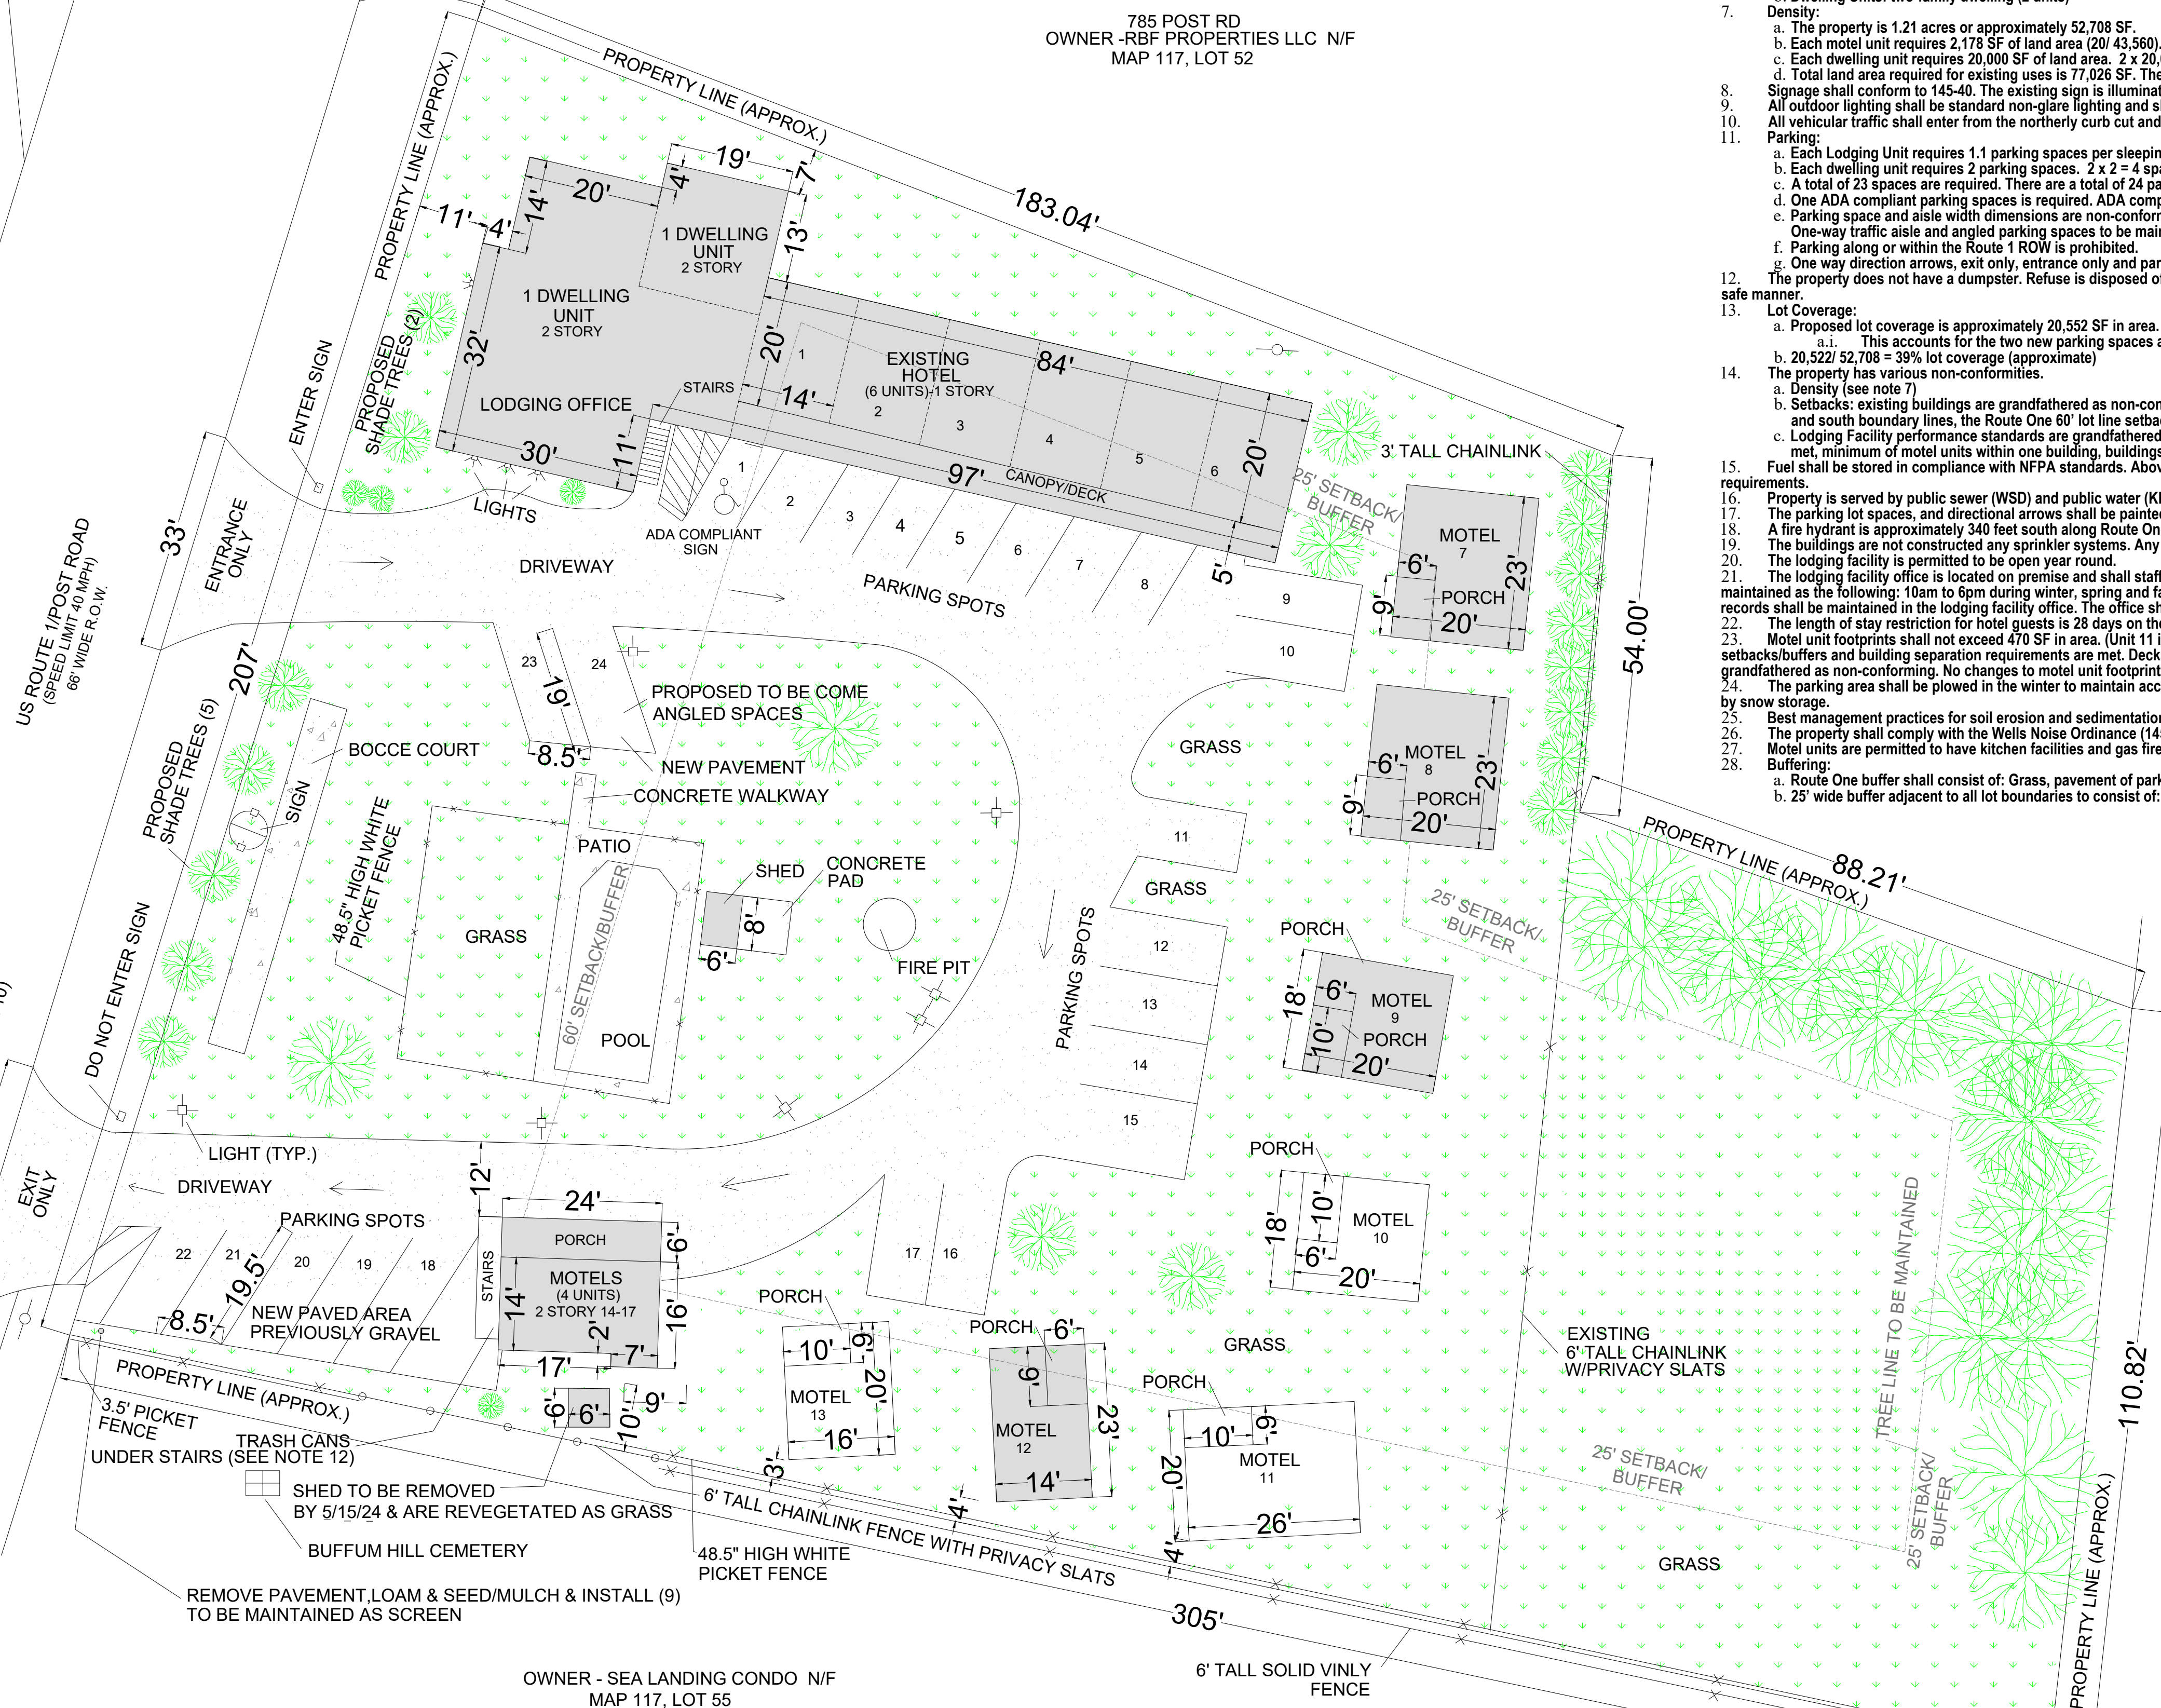 785 POST RD
OWNER -RBF PROPERTIES LLC N/F
MAP 117, LOT 52
PROPERTY LINE (APPROX.)
PROPERTY LINE (APPROX.)
183.04'
19'
4'
7'
20'
14'
11'
4'
13'
1 DWELLING
UNIT
2 STORY
1 DWELLING
UNIT
2 STORY
32'
20'
LODGING OFFICE
30'
11'
STAIRS
14'
84'
EXISTING
HOTEL
(6 UNITS)-1 STORY
1
2
3
4
5
6
20'
97'
CANOPY/DECK
5'
LIGHTS
ADA COMPLIANT
SIGN
ENTER SIGN
PROPOSED
SHADE TREES (2)
33'
ENTRANCE
ONLY
US ROUTE 1/POST ROAD
(SPEED LIMIT 40 MPH)
66' WIDE R.O.W.
DRIVEWAY
PARKING SPOTS
1
2
3
4
5
6
7
8
9
10
25' SETBACK/
BUFFER
3' TALL CHAINLINK
MOTEL
7
6'
PORCH
9'
20'
23'
54.00'
MOTEL
8
6'
PORCH
9'
20'
23'
207'
23
24
19'
8.5'
PROPOSED TO BE COME
ANGLED SPACES
NEW PAVEMENT
CONCRETE WALKWAY
BOCCE COURT
SIGN
PROPOSED
SHADE TREES (5)
48.5" HIGH WHITE
PICKET FENCE
GRASS
PATIO
60' SETBACK/BUFFER
POOL
SHED
CONCRETE
PAD
8'
6'
FIRE PIT
GRASS
11
GRASS
PARKING SPOTS
12
13
14
15
25' SETBACK/
BUFFER
PROPERTY LINE (APPROX.)
88.21'
PORCH
18'
6'
MOTEL
9
10'
PORCH
20'
PORCH
18'
10'
6'
MOTEL
10
20'
DO NOT ENTER SIGN
LIGHT (TYP.)
EXIT
ONLY
DRIVEWAY
PARKING SPOTS
22
21
20
19
18
19.5'
8.5'
NEW PAVED AREA
PREVIOUSLY GRAVEL
12'
24'
PORCH
6'
STAIRS
MOTELS
(4 UNITS)
2 STORY 14-17
14'
16'
2'
17'
7'
6'
6'
10'
9'
17
16
PORCH
10'
6'
MOTEL
13
20'
16'
3'
PORCH
6'
9'
MOTEL
12
23'
14'
4'
GRASS
PORCH
10'
6'
MOTEL
11
20'
26'
4'
EXISTING
6' TALL CHAINLINK
W/PRIVACY SLATS
TREE LINE TO BE MAINTAINED
25' SETBACK/
BUFFER
25' SETBACK/
BUFFER
GRASS
110.82'
PROPERTY LINE (APPROX.)
PROPERTY LINE (APPROX.)
3.5' PICKET
FENCE
TRASH CANS
UNDER STAIRS (SEE NOTE 12)
SHED TO BE REMOVED
BY 5/15/24 & ARE REVEGETATED AS GRASS
BUFFUM HILL CEMETERY
REMOVE PAVEMENT,LOAM & SEED/MULCH & INSTALL (9)
TO BE MAINTAINED AS SCREEN
48.5" HIGH WHITE
PICKET FENCE
6' TALL CHAINLINK FENCE WITH PRIVACY SLATS
305'
6' TALL SOLID VINLY
FENCE
OWNER - SEA LANDING CONDO N/F
MAP 117, LOT 55
7. Density:
a. The property is 1.21 acres or approximately 52,708 SF.
b. Each motel unit requires 2,178 SF of land area (20/ 43,560).
c. Each dwelling unit requires 20,000 SF of land area. 2 x 20,
d. Total land area required for existing uses is 77,026 SF. The
8. Signage shall conform to 145-40. The existing sign is illuminat
9. All outdoor lighting shall be standard non-glare lighting and s
10. All vehicular traffic shall enter from the northerly curb cut and
11. Parking:
a. Each Lodging Unit requires 1.1 parking spaces per sleepin
b. Each dwelling unit requires 2 parking spaces. 2 x 2 = 4 spa
c. A total of 23 spaces are required. There are a total of 24 pa
d. One ADA compliant parking spaces is required. ADA comp
e. Parking space and aisle width dimensions are non-conforn
One-way traffic aisle and angled parking spaces to be mai
f. Parking along or within the Route 1 ROW is prohibited.
g. One way direction arrows, exit only, entrance only and par
12. The property does not have a dumpster. Refuse is disposed of
safe manner.
13. Lot Coverage:
a. Proposed lot coverage is approximately 20,552 SF in area.
a.i. This accounts for the two new parking spaces a
b. 20,522/ 52,708 = 39% lot coverage (approximate)
14. The property has various non-conformities.
a. Density (see note 7)
b. Setbacks: existing buildings are grandfathered as non-con
and south boundary lines, the Route One 60' lot line setba
c. Lodging Facility performance standards are grandfathered
met, minimum of motel units within one building, buildings
15. Fuel shall be stored in compliance with NFPA standards. Abov
requirements.
16. Property is served by public sewer (WSD) and public water (K
17. The parking lot spaces, and directional arrows shall be painte
18. A fire hydrant is approximately 340 feet south along Route On
19. The buildings are not constructed any sprinkler systems. Any
20. The lodging facility is permitted to be open year round.
21. The lodging facility office is located on premise and shall staff
maintained as the following: 10am to 6pm during winter, spring and fa
records shall be maintained in the lodging facility office. The office sh
22. The length of stay restriction for hotel guests is 28 days on the
23. Motel unit footprints shall not exceed 470 SF in area. (Unit 11 i
setbacks/buffers and building separation requirements are met. Deck
grandfathered as non-conforming. No changes to motel unit footprint
24. The parking area shall be plowed in the winter to maintain acc
by snow storage.
25. Best management practices for soil erosion and sedimentatio
26. The property shall comply with the Wells Noise Ordinance (14
27. Motel units are permitted to have kitchen facilities and gas fire
28. Buffering:
a. Route One buffer shall consist of: Grass, pavement of park
b. 25' wide buffer adjacent to all lot boundaries to consist of: